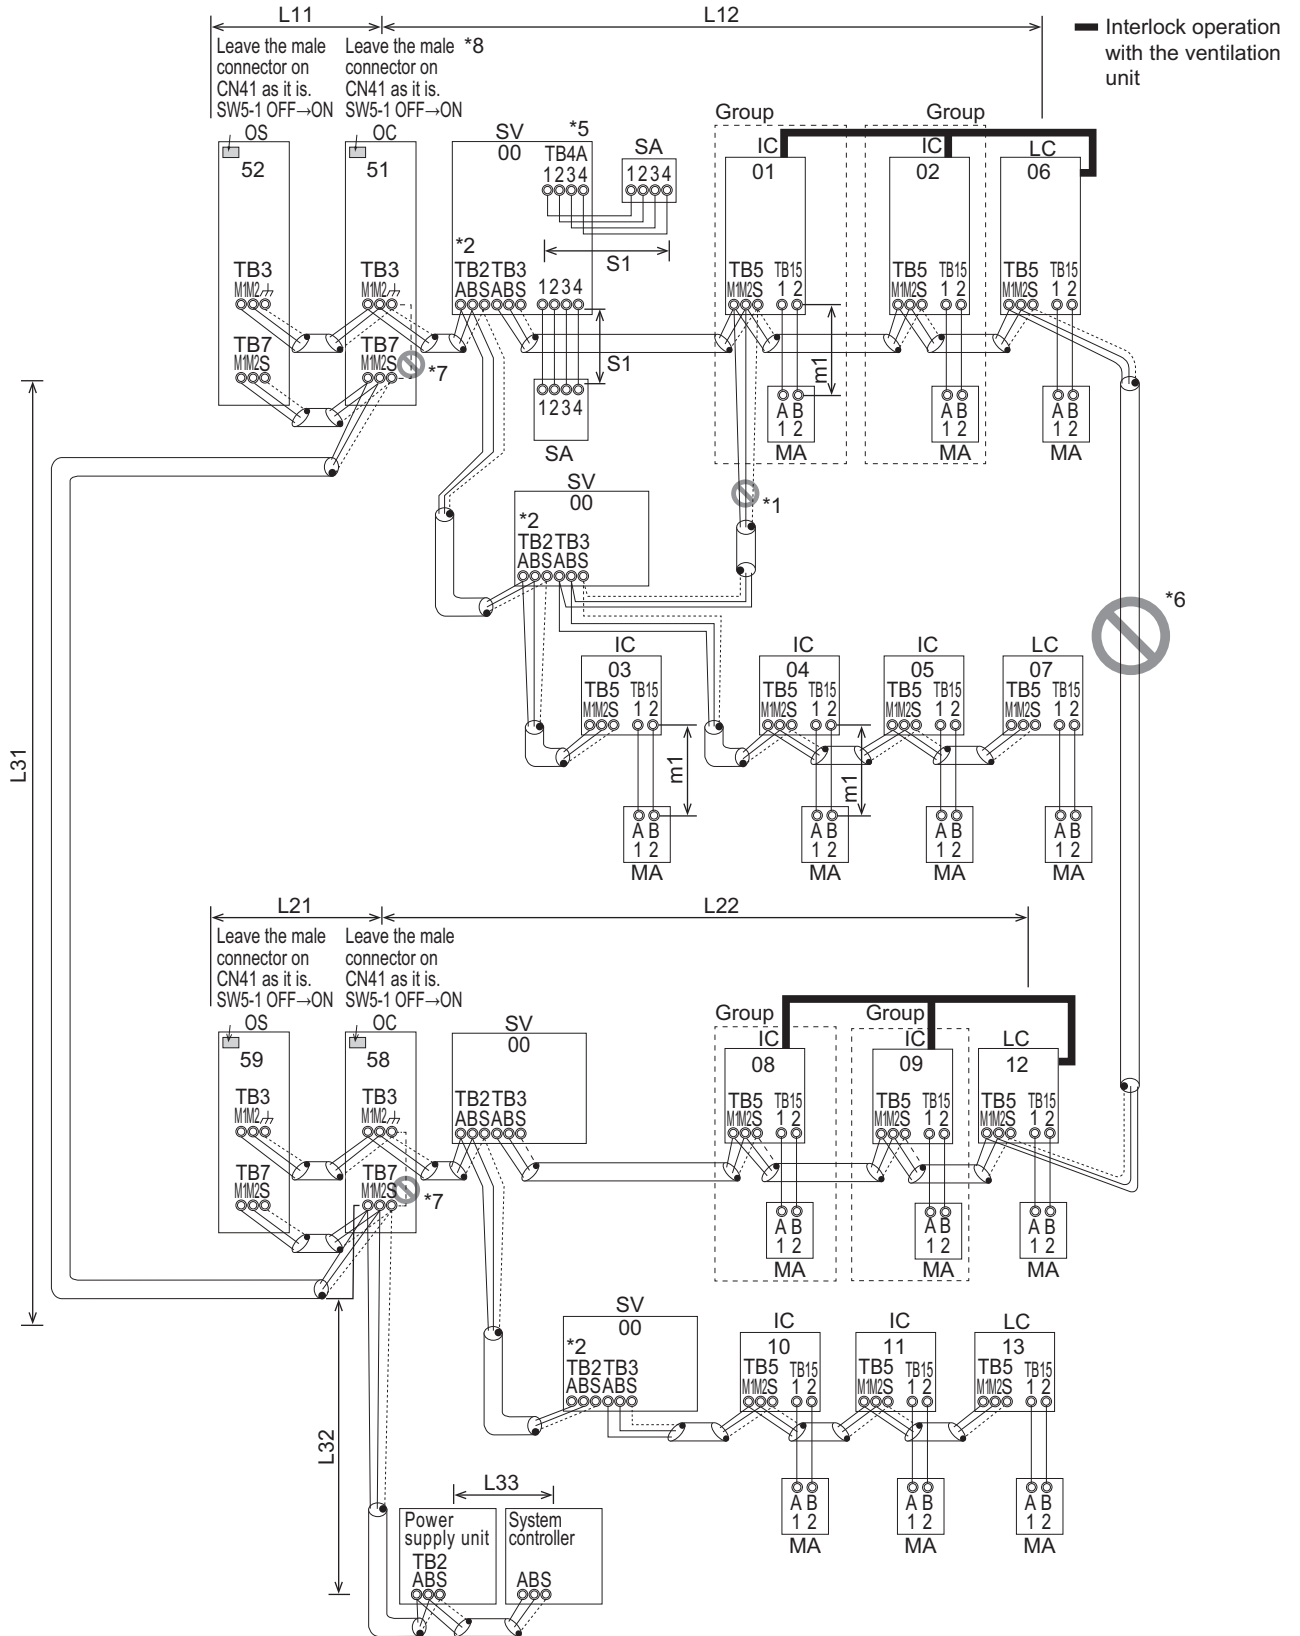 L11
L12
Interlock operation
with the ventilation
unit
Leave the male
connector on
CN41 as it is.
SW5-1 OFF→ON
Leave the male
connector on
CN41 as it is.
SW5-1 OFF→ON
*8
OS
52
TB3
M1M2
TB7
M1M2S
OC
51
TB3
M1M2
TB7
M1M2S
*7
SV
00
*5
TB4A
1234
SA
1234
S1
*2
TB2 TB3
ABS ABS
1234
S1
1234
SA
Group
IC
01
TB5
M1M2S
TB15
1 2
m1
A B
1 2
MA
Group
IC
02
TB5
M1M2S
TB15
1 2
A B
1 2
MA
LC
06
TB5
M1M2S
TB15
1 2
A B
1 2
MA
*1
*6
L31
SV
00
*2
TB2 TB3
ABS ABS
IC
03
TB5
M1M2S
TB15
1 2
m1
A B
1 2
MA
IC
04
TB5
M1M2S
TB15
1 2
m1
A B
1 2
MA
IC
05
TB5
M1M2S
TB15
1 2
A B
1 2
MA
LC
07
TB5
M1M2S
TB15
1 2
A B
1 2
MA
L21
L22
Leave the male
connector on
CN41 as it is.
SW5-1 OFF→ON
Leave the male
connector on
CN41 as it is.
SW5-1 OFF→ON
OS
59
TB3
M1M2
TB7
M1M2S
OC
58
TB3
M1M2
TB7
M1M2S
*7
SV
00
TB2 TB3
ABS ABS
Group
IC
08
TB5
M1M2S
TB15
1 2
A B
1 2
MA
Group
IC
09
TB5
M1M2S
TB15
1 2
A B
1 2
MA
LC
12
TB5
M1M2S
TB15
1 2
A B
1 2
MA
SV
00
*2
TB2 TB3
ABS ABS
IC
10
TB5
M1M2S
TB15
1 2
A B
1 2
MA
IC
11
TB5
M1M2S
TB15
1 2
A B
1 2
MA
LC
13
TB5
M1M2S
TB15
1 2
A B
1 2
MA
L32
L33
Power
supply unit
TB2
ABS
System
controller
ABS